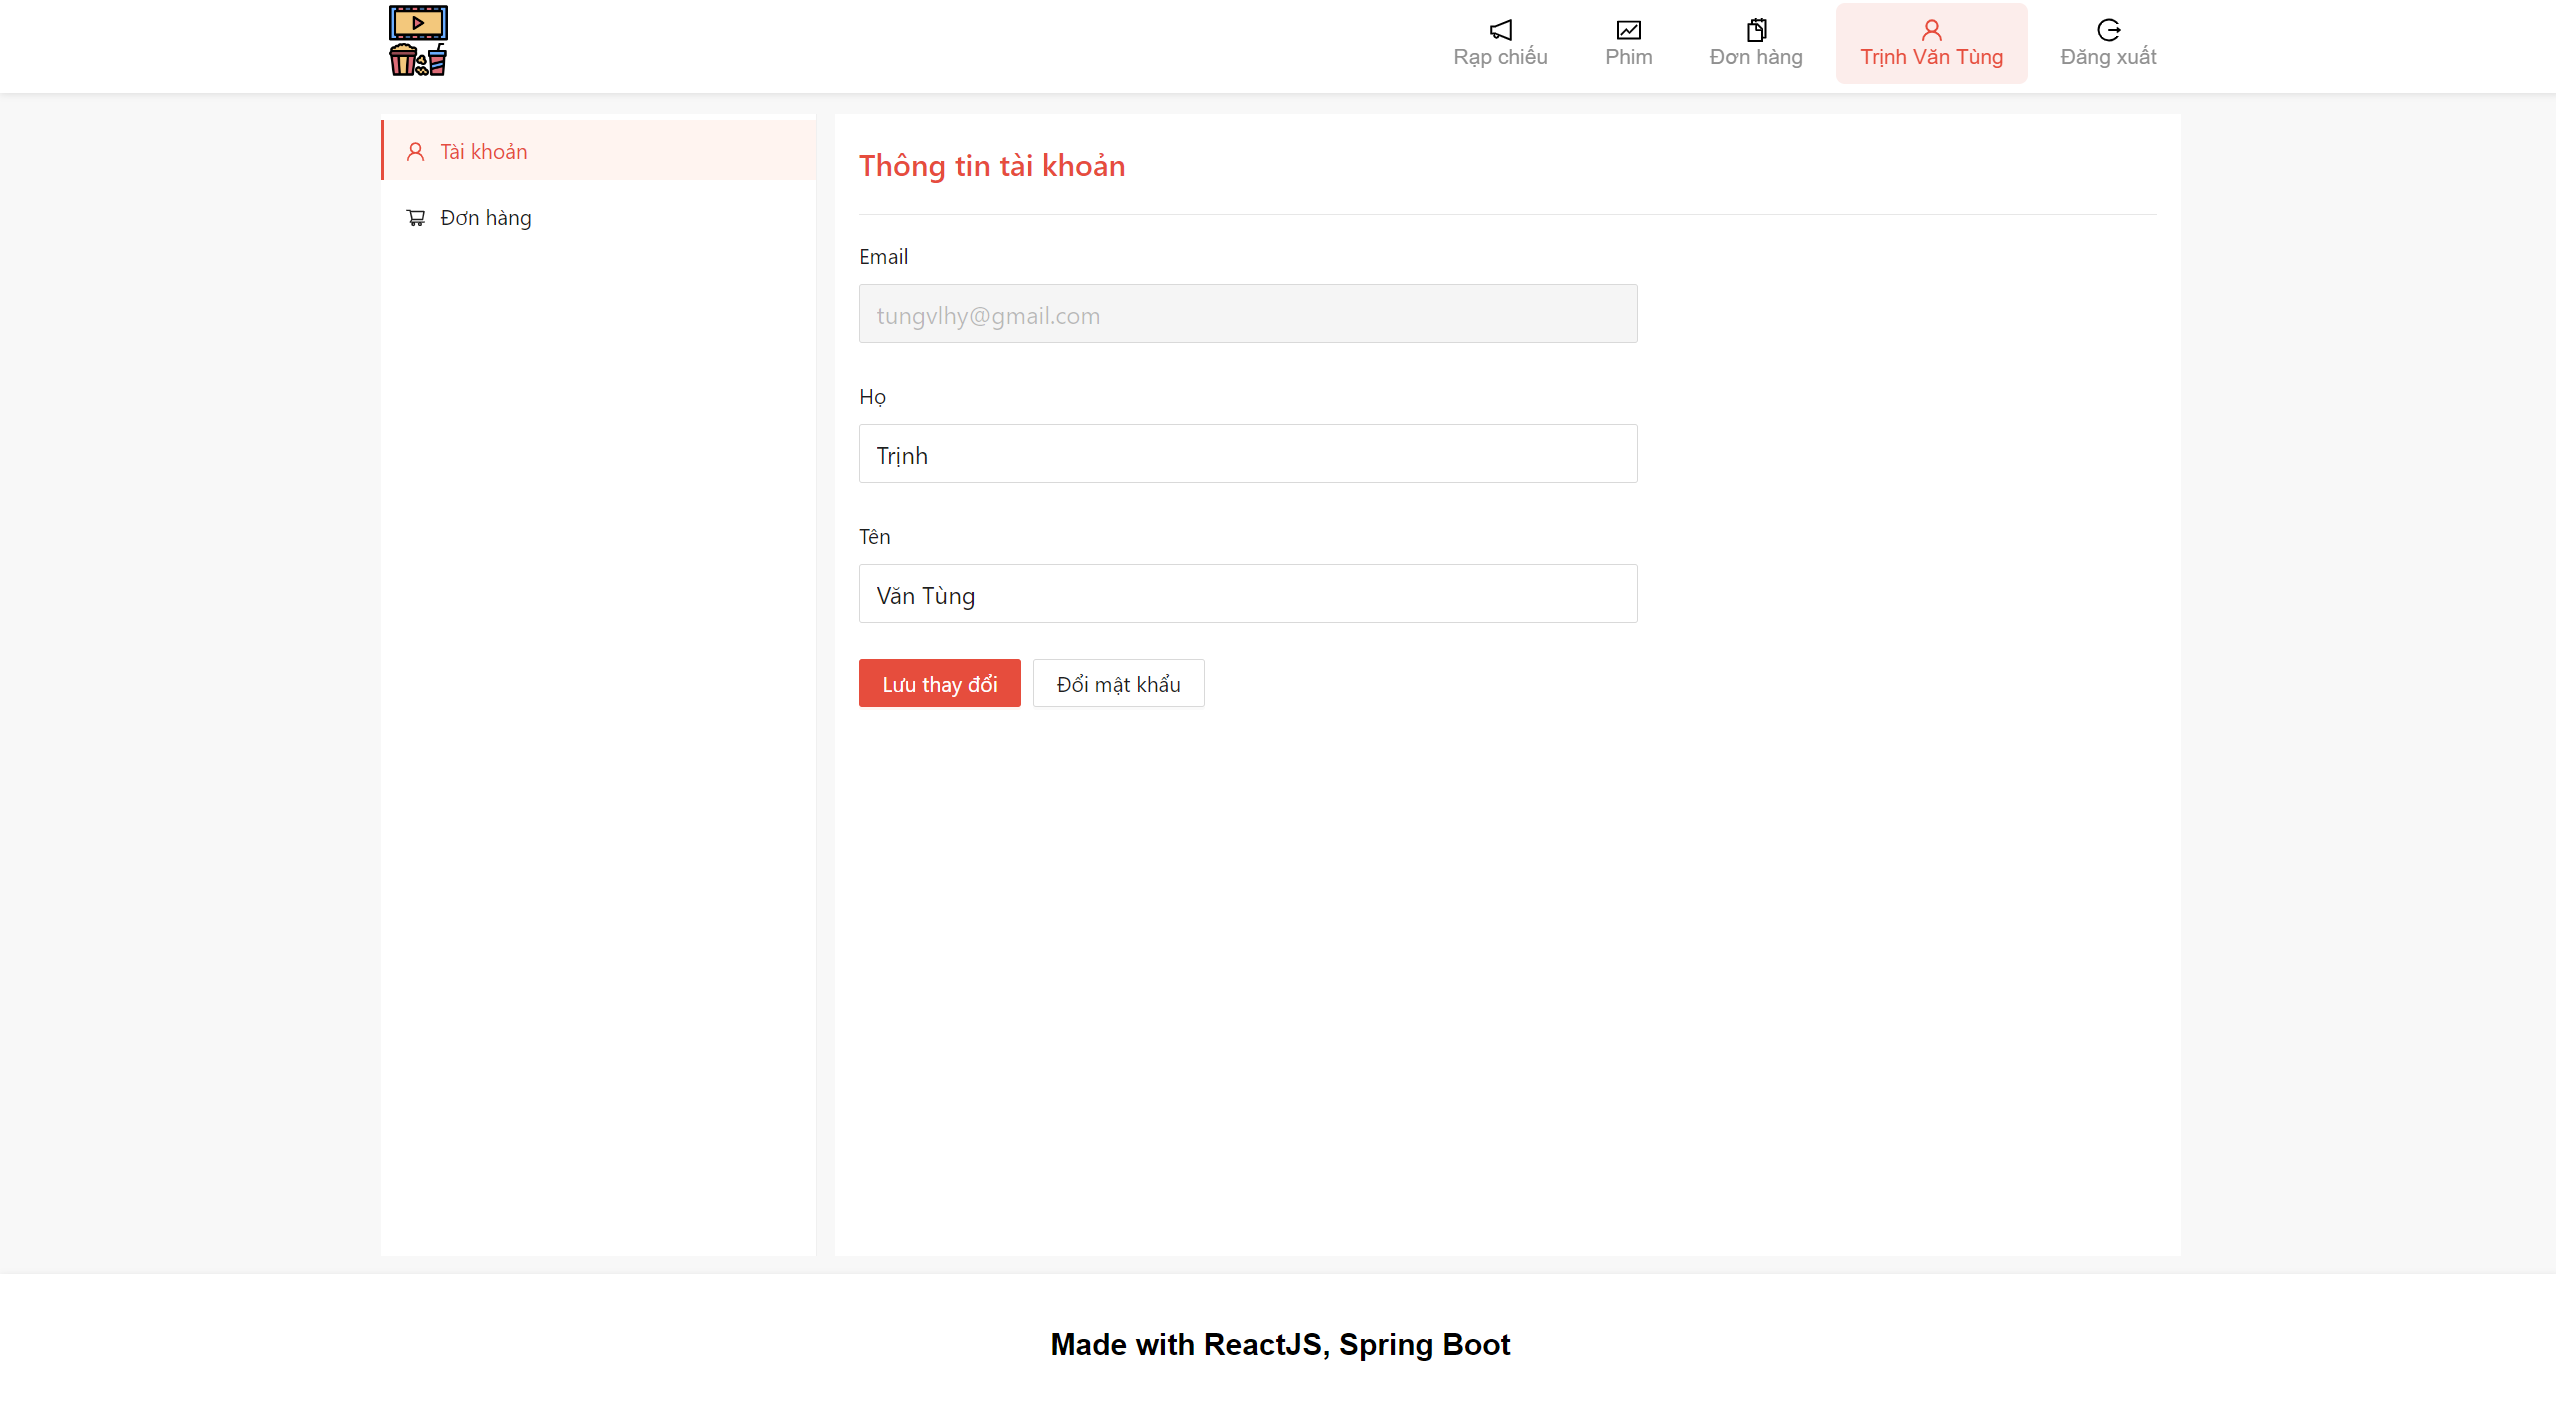 Rạp chiếu
Phim
Đơn hàng
Trịnh Văn Tùng
Đăng xuất
Tài khoản
Đơn hàng
Thông tin tài khoản
Email
tungvlhy@gmail.com
Họ
Trịnh
Tên
Văn Tùng
Lưu thay đổi
Đổi mật khẩu
Made with ReactJS, Spring Boot